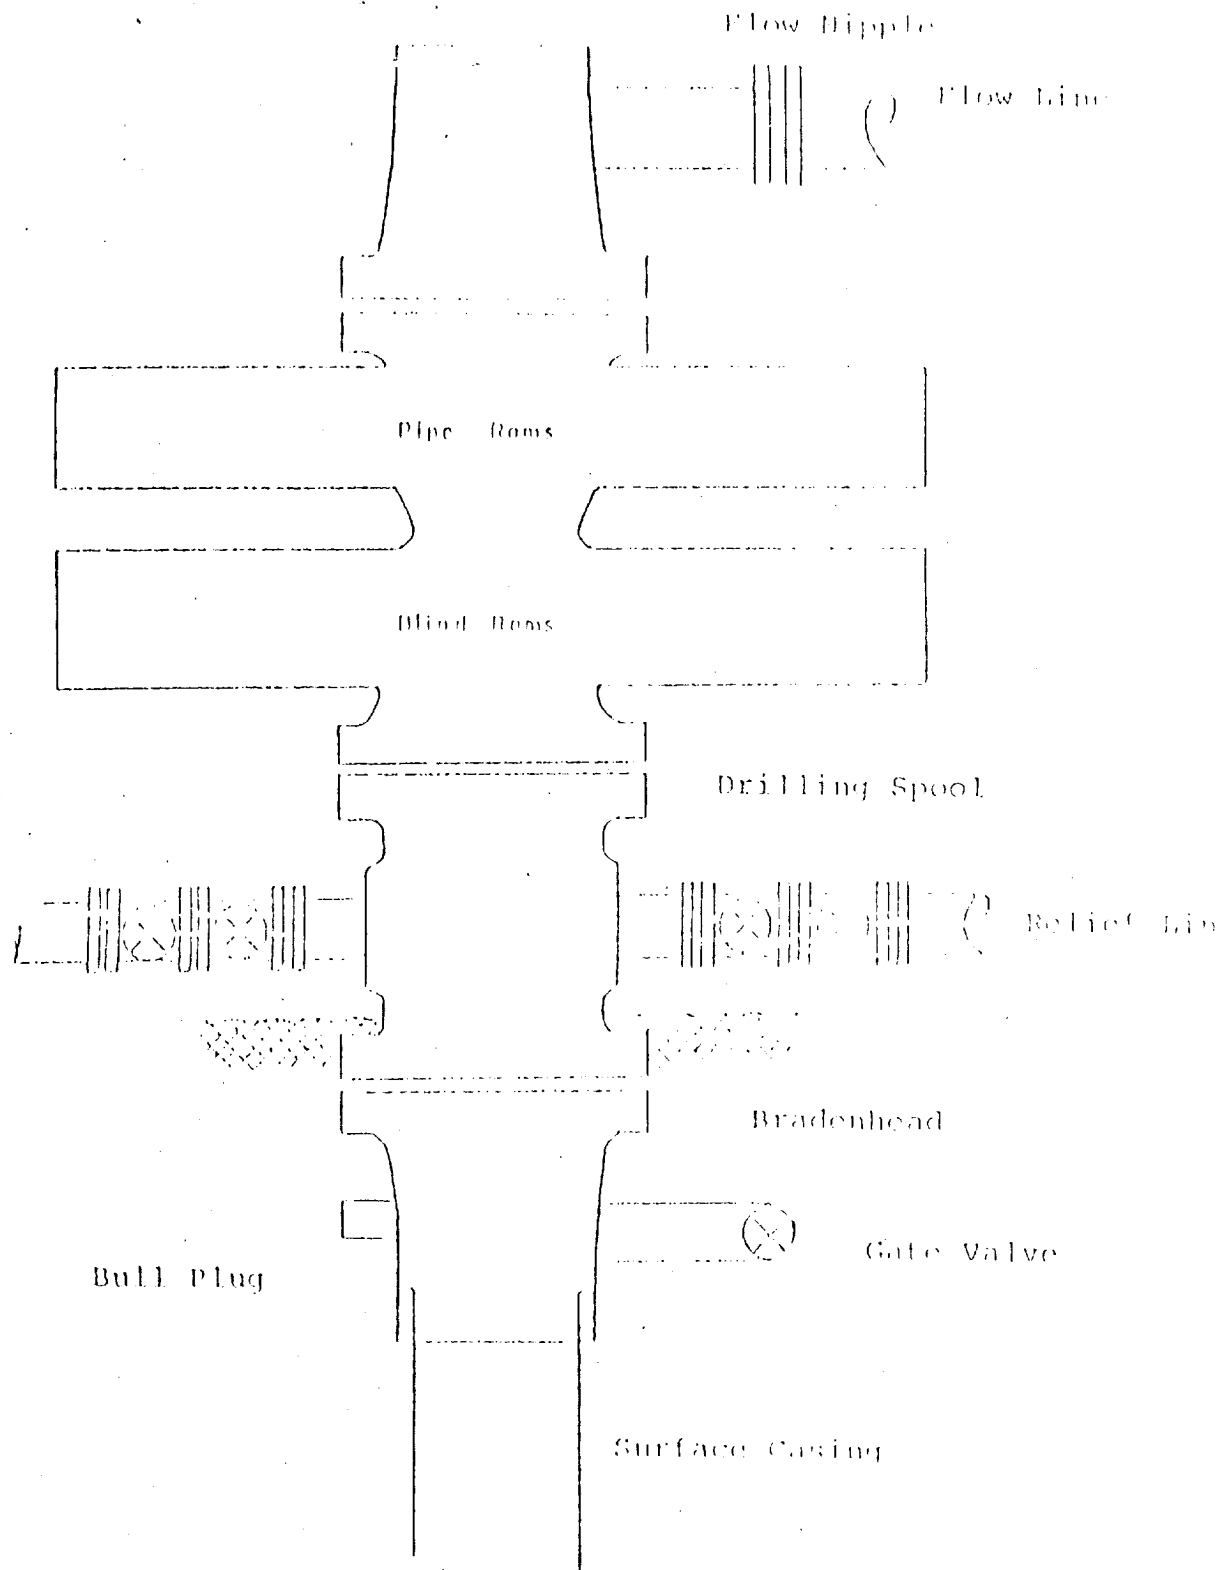 Flow Nipple
Flow Line
Pipe Rams
Blind Rams
Drilling Spool
Relief Lin
Bradenhead
Gate Valve
Bull Plug
Surface Casing